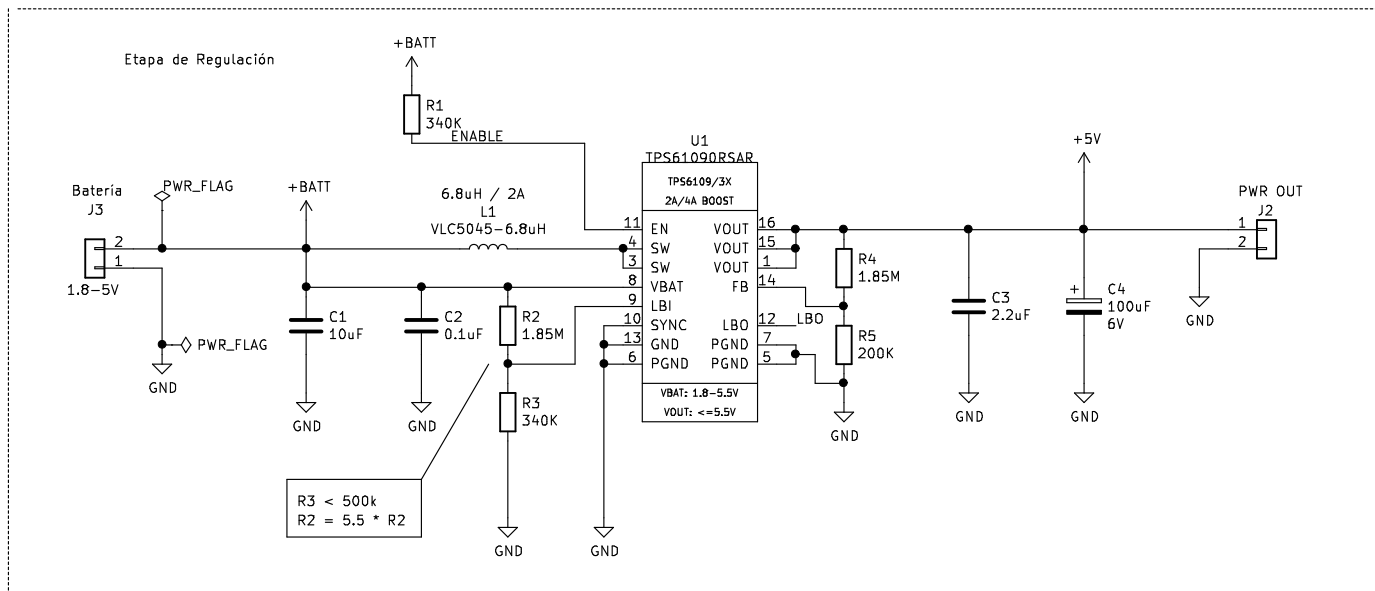 Etapa de Regulación
+BATT
R1
340K
ENABLE
U1
TPS61090RSAR
TPS6109/3X
2A/4A BOOST
+5V
Batería
J3
PWR_FLAG
+BATT
6.8uH / 2A
L1
VLC5045-6.8uH
PWR OUT
J2
2
1
1.8-5V
PWR_FLAG
GND
11 EN
4 SW
3 SW
8 VBAT
9 LBI
10 SYNC
13 GND
6 PGND
VOUT 16
VOUT 15
VOUT 1
FB 14
LBO 12
LBO
PGND 7
PGND 5
VBAT: 1.8-5.5V
VOUT: <=5.5V
1
2
GND
C1
10uF
GND
C2
0.1uF
GND
R2
1.85M
R3
340K
GND
GND
R4
1.85M
R5
200K
GND
C3
2.2uF
GND
+
C4
100uF
6V
GND
R3 < 500k
R2 = 5.5 * R2